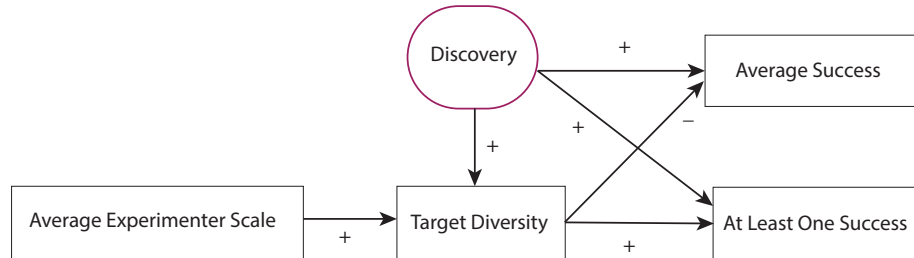 Discovery
+
Average Success
+
−
+
Average Experimenter Scale
+
Target Diversity
+
At Least One Success